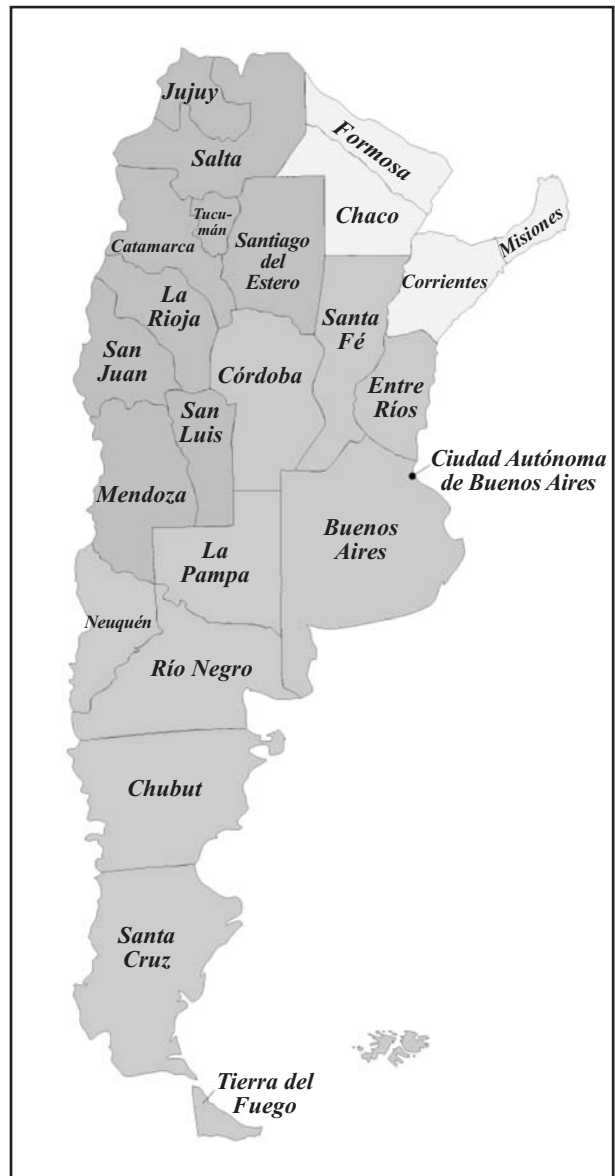 Jujuy
Salta
Formosa
Chaco
Misiones
Corrientes
Tucu-
mán
Catamarca
Santiago
del
Estero
La
Rioja
Santa
Fé
San
Juan
Córdoba
Entre
Ríos
San
Luis
Ciudad Autónoma
de Buenos Aires
Mendoza
Buenos
Aires
La
Pampa
Neuquén
Río Negro
Chubut
Santa
Cruz
Tierra del
Fuego